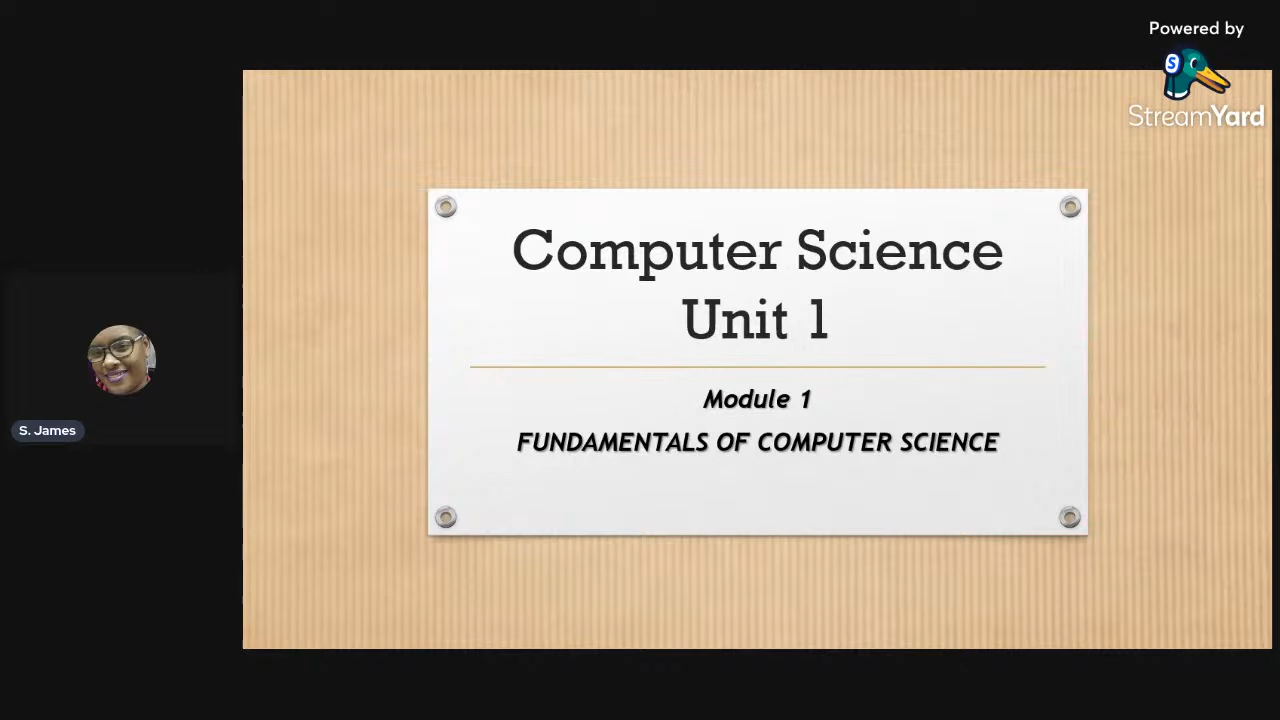 Powered by
StreamYard
Computer Science
Unit 1
Module 1
FUNDAMENTALS OF COMPUTER SCIENCE
S. James